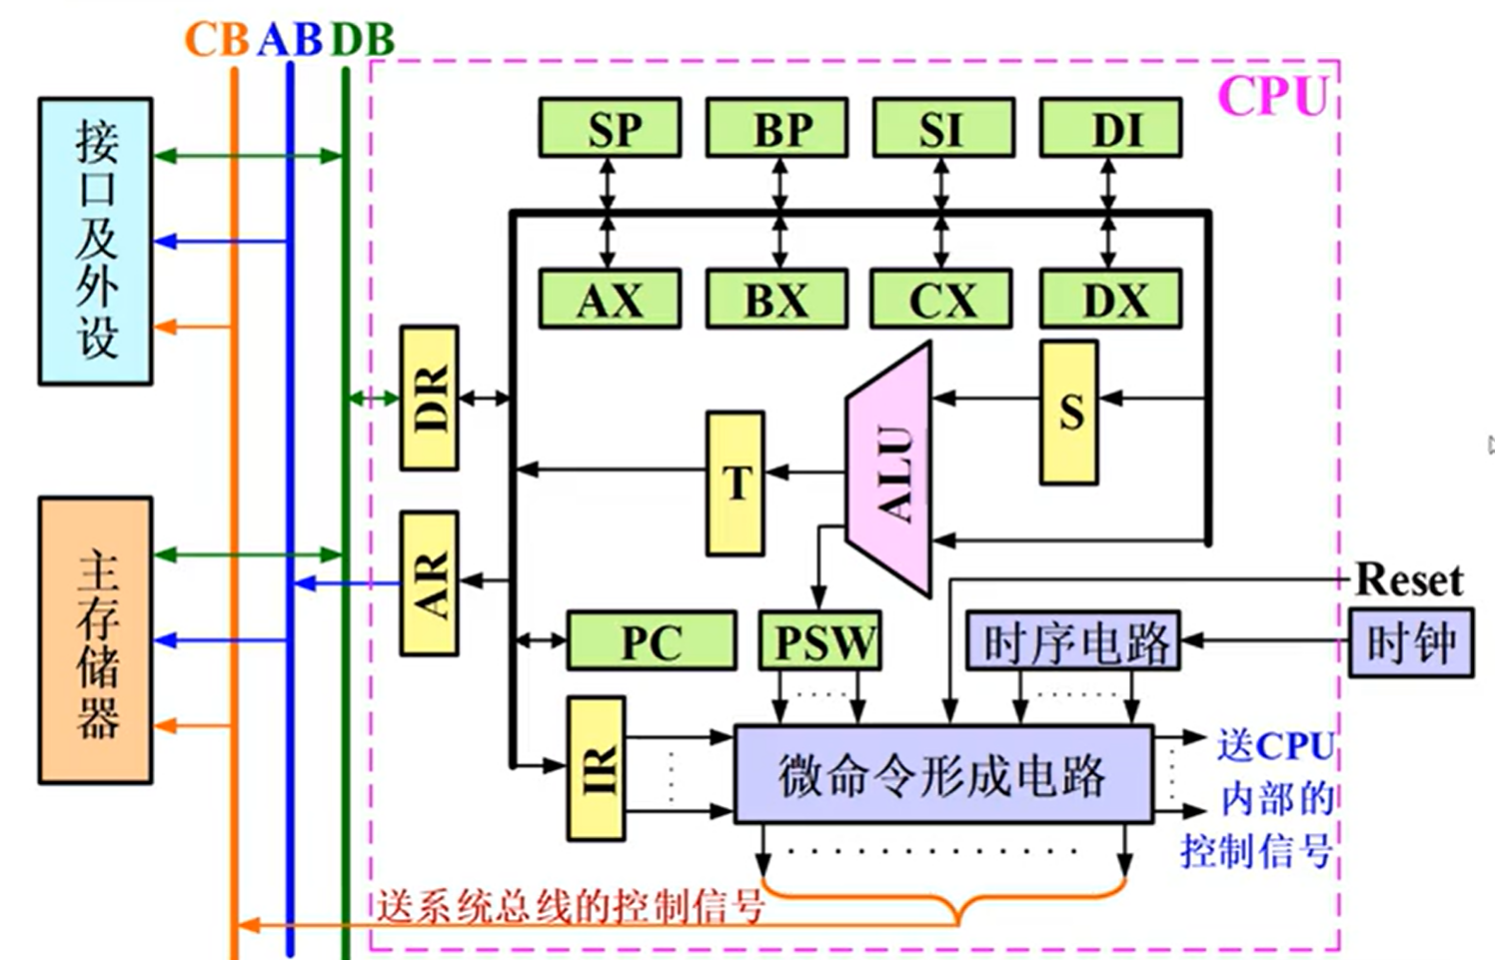 CB AB DB
CPU
接口及外设
SP BP SI DI
AX BX CX DX
DR
S
ALU
T
主存储器
AR
Reset
PC PSW 时序电路 时钟
IR
微命令形成电路
送CPU
内部的
控制信号
送系统总线的控制信号